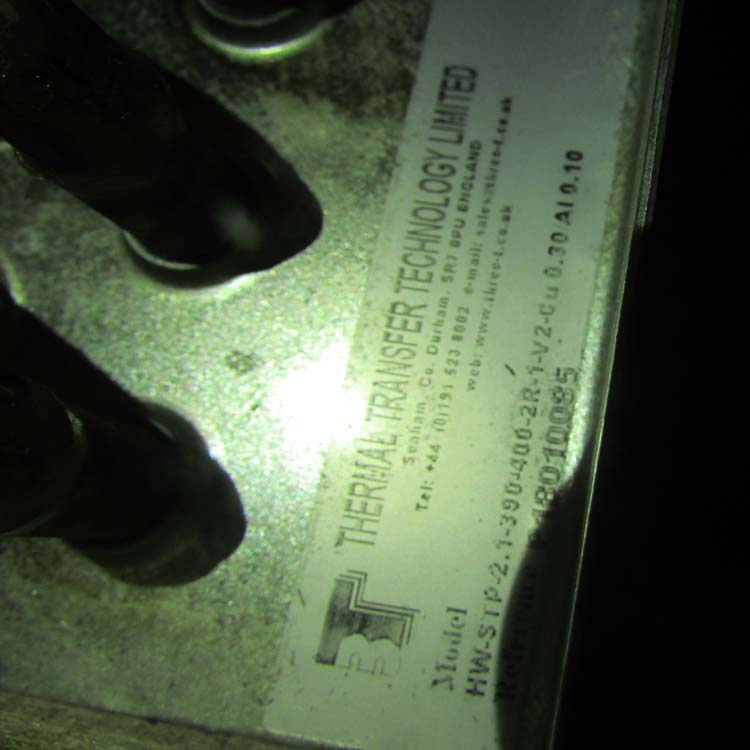 THERMAL TRANSFER TECHNOLOGY LIMITED
Seaham, Co. Durham. SR7 0PU ENGLAND
Tel: +44 (0)191 523 8002 e-mail: sales@three-t.co.uk
web: www.three-t.co.uk
Model
HW-STP-2.1-390-400-2R-1-V2-Cu 0.30 Al 0.10
Reference